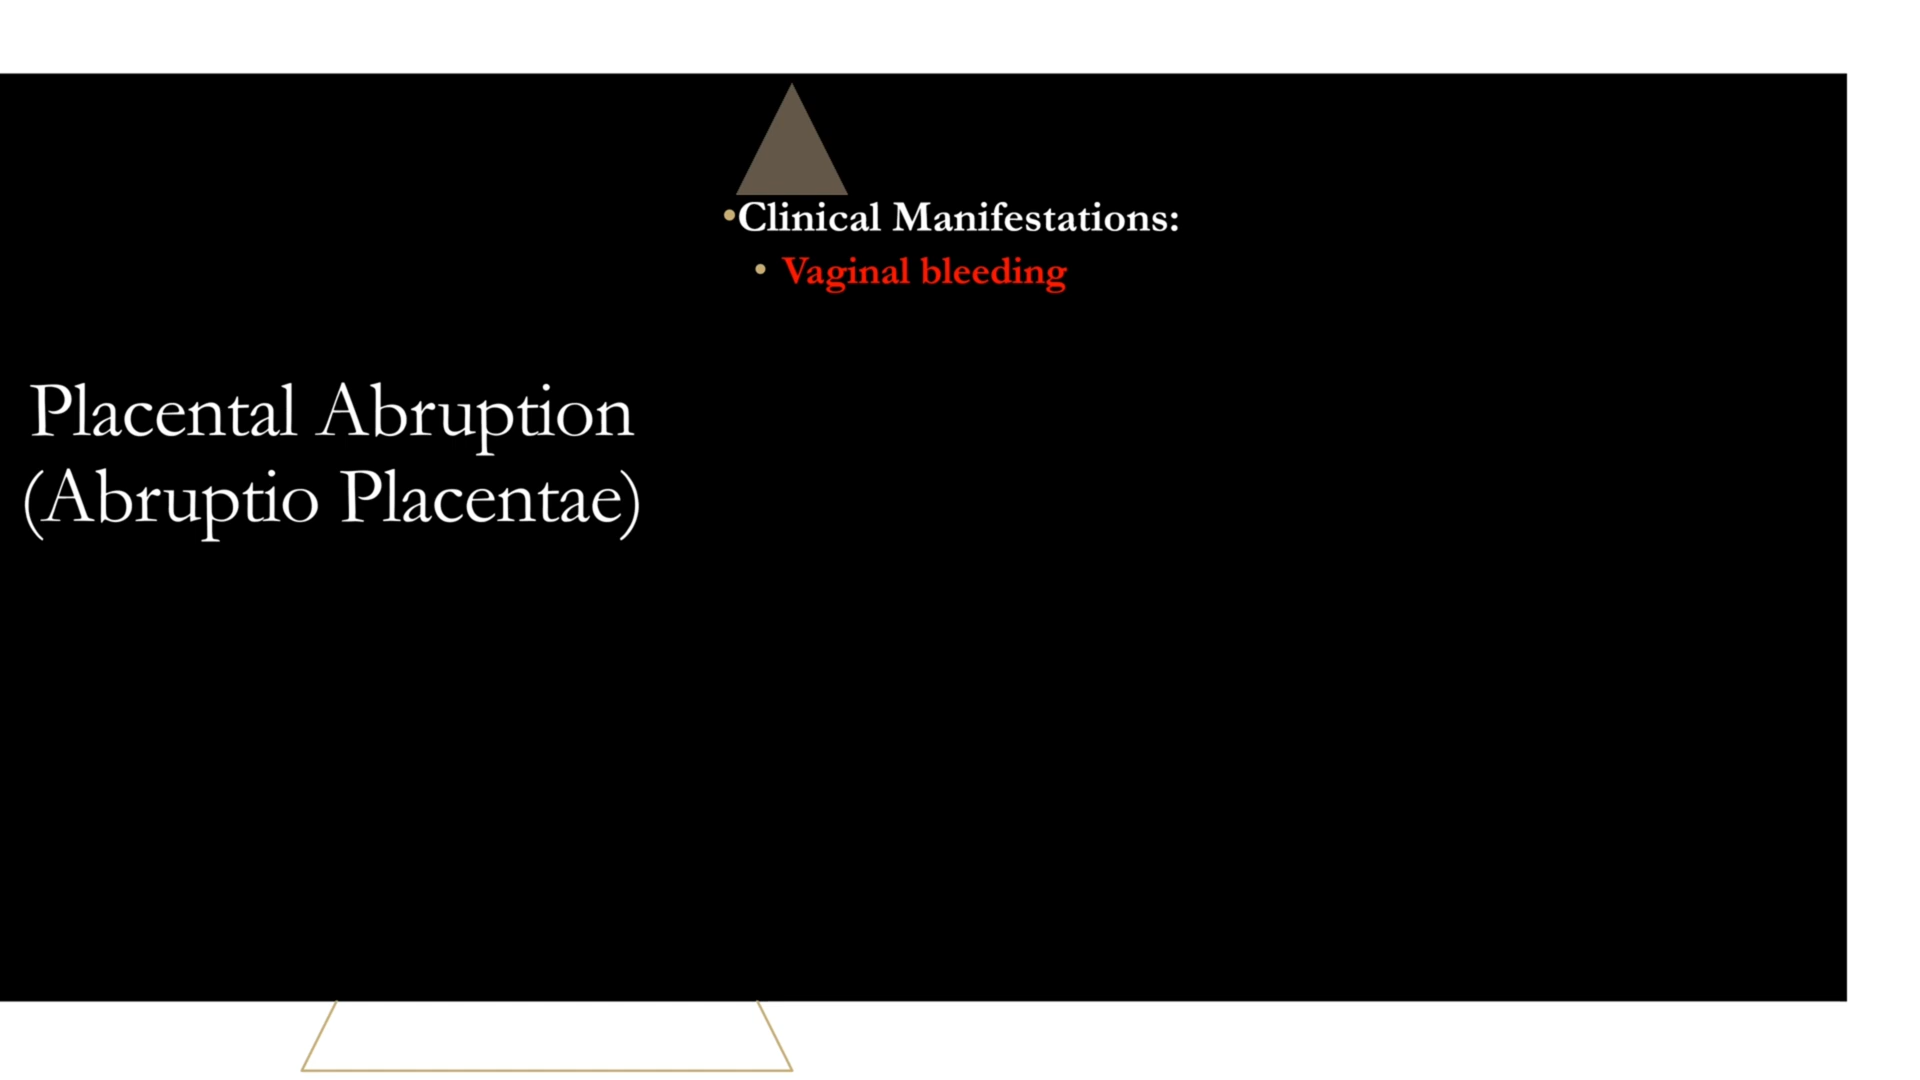 Placental Abruption
(Abruptio Placentae)
•Clinical Manifestations:
• Vaginal bleeding